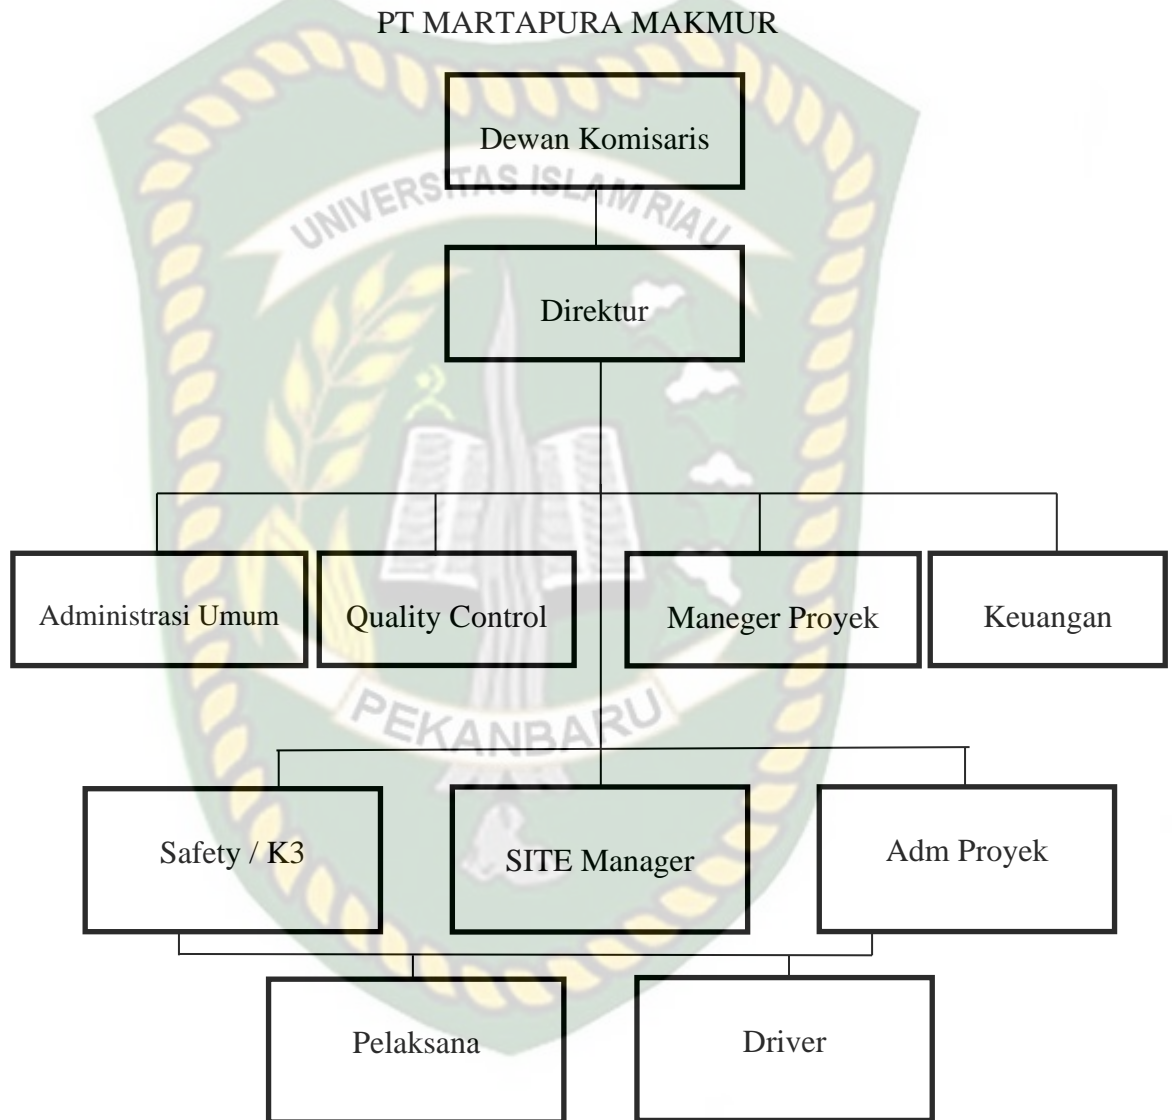 PT MARTAPURA MAKMUR
Dewan Komisaris
UNIVERSITAS ISLAM RIAU
Direktur
Administrasi Umum
Quality Control
Maneger Proyek
Keuangan
PEKANBARU
Safety / K3
SITE Manager
Adm Proyek
Pelaksana
Driver